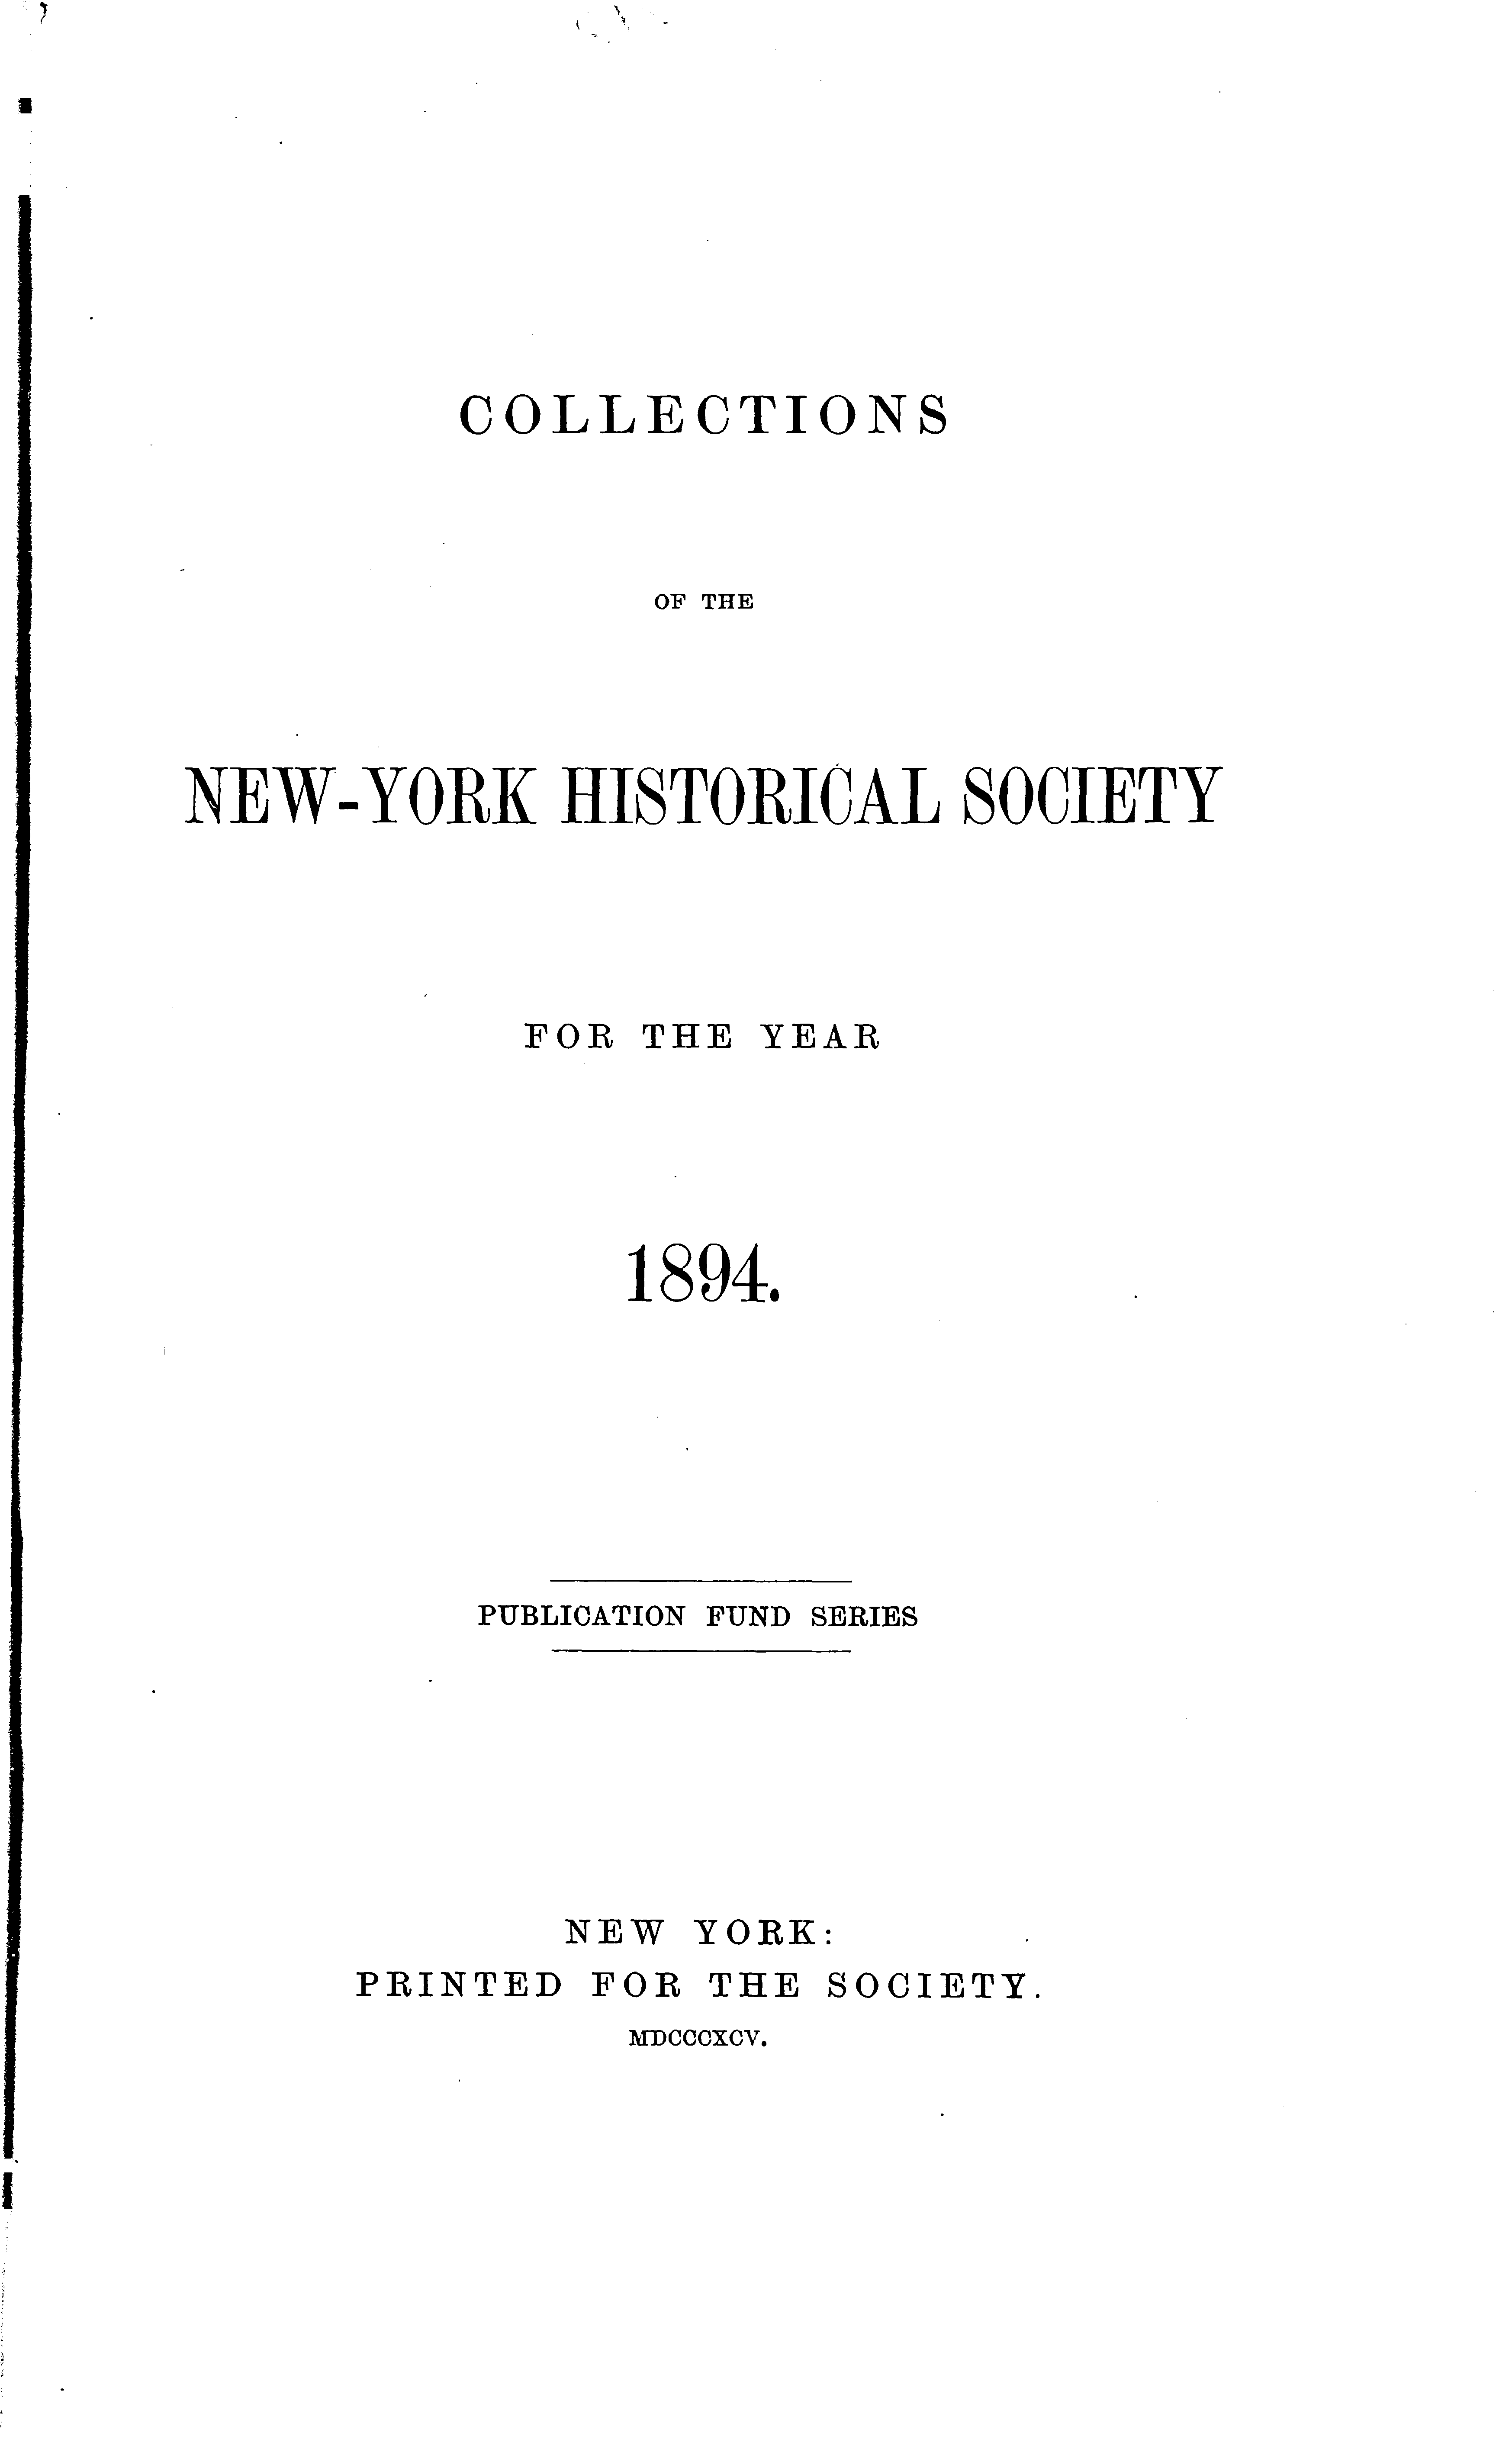 COLLECTIONS
OF THE
NEW-YORK HISTORICAL SOCIETY
FOR THE YEAR
1894.
PUBLICATION FUND SERIES
NEW YORK:
PRINTED FOR THE SOCIETY.
MDCCCXCV.